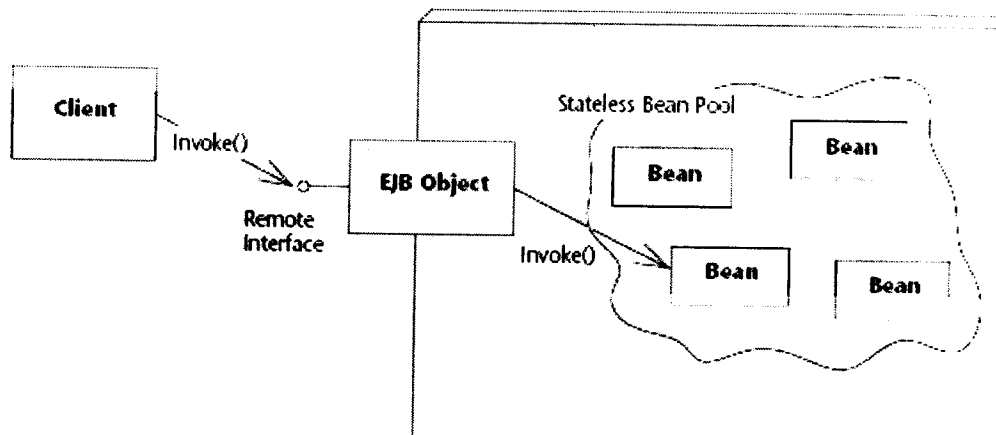 Client
Invoke()
Remote
Interface
EJB Object
Invoke()
Stateless Bean Pool
Bean
Bean
Bean
Bean